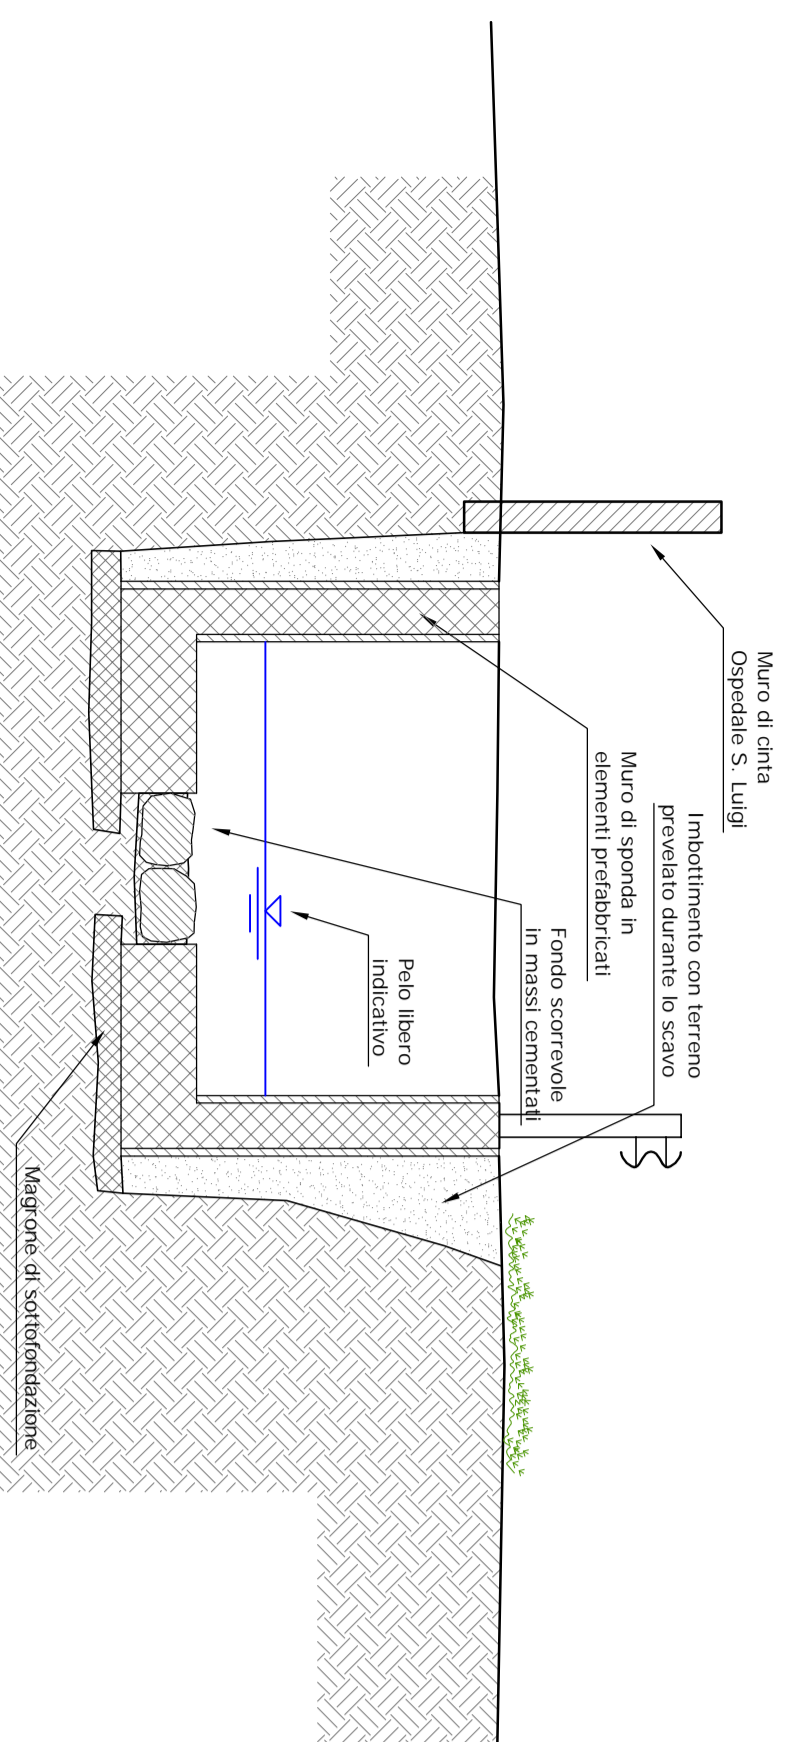 Muro di cinta
Ospedale S. Luigi
Imbottimento con terreno
prevelato durante lo scavo
Muro di sponda in
elementi prefabbricati
Fondo scorrevole
in massi cementati
Pelo libero
indicativo
Magrone di sottofondazione